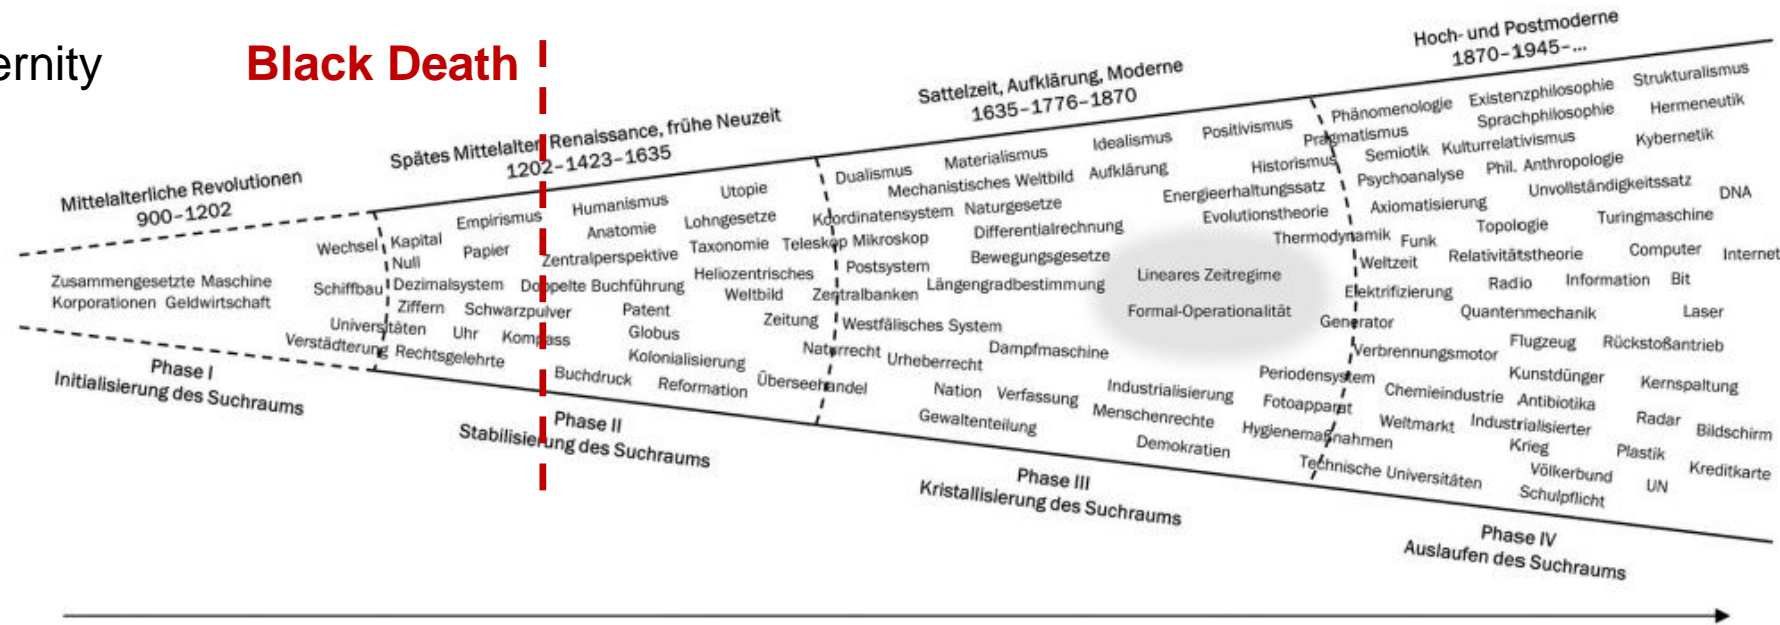 ernity
Black Death
Mittelalterliche Revolutionen
900–1202
Zusammengesetzte Maschine
Korporationen Geldwirtschaft
Phase I
Initialisierung des Suchraums
Spätes Mittelalter, Renaissance, frühe Neuzeit
1202–1423–1635
Wechsel
Kapital
Empirismus
Humanismus
Utopie
Null
Papier
Anatomie
Lohngesetze
Zentralperspektive
Taxonomie
Teleskop
Schiffbau
Dezimalsystem
Doppelte Buchführung
Heliozentrisches
Weltbild
Ziffern
Schwarzpulver
Patent
Zeitung
Universitäten
Uhr
Kompass
Globus
Verstädterung
Rechtsgelehrte
Kolonialisierung
Buchdruck
Reformation
Überseehandel
Phase II
Stabilisierung des Suchraums
Sattelzeit, Aufklärung, Moderne
1635–1776–1870
Dualismus
Materialismus
Idealismus
Positivismus
Mechanistisches Weltbild
Aufklärung
Historismus
Koordinatensystem
Naturgesetze
Energieerhaltungssatz
Mikroskop
Differentialrechnung
Evolutionstheorie
Postsystem
Bewegungsgesetze
Thermodynamik
Zentralbanken
Längengradbestimmung
Lineares Zeitregime
Formal-Operationalität
Westfälisches System
Generator
Naturrecht
Urheberrecht
Dampfmaschine
Nation
Verfassung
Industrialisierung
Periodensystem
Gewaltenteilung
Menschenrechte
Fotoapparat
Demokratien
Hygienemaßnahmen
Technische Universitäten
Phase III
Kristallisierung des Suchraums
Hoch- und Postmoderne
1870–1945–...
Phänomenologie
Existenzphilosophie
Strukturalismus
Pragmatismus
Sprachphilosophie
Hermeneutik
Semiotik
Kulturrelativismus
Kybernetik
Psychoanalyse
Phil. Anthropologie
Axiomatisierung
Unvollständigkeitssatz
DNA
Funk
Topologie
Turingmaschine
Weltzeit
Relativitätstheorie
Computer
Internet
Elektrifizierung
Radio
Information
Bit
Quantenmechanik
Laser
Verbrennungsmotor
Flugzeug
Rückstoßantrieb
Chemieindustrie
Kunstdünger
Kernspaltung
Antibiotika
Weltmarkt
Industrialisierter
Krieg
Radar
Bildschirm
Plastik
Völkerbund
UN
Kreditkarte
Schulpflicht
Phase IV
Auslaufen des Suchraums